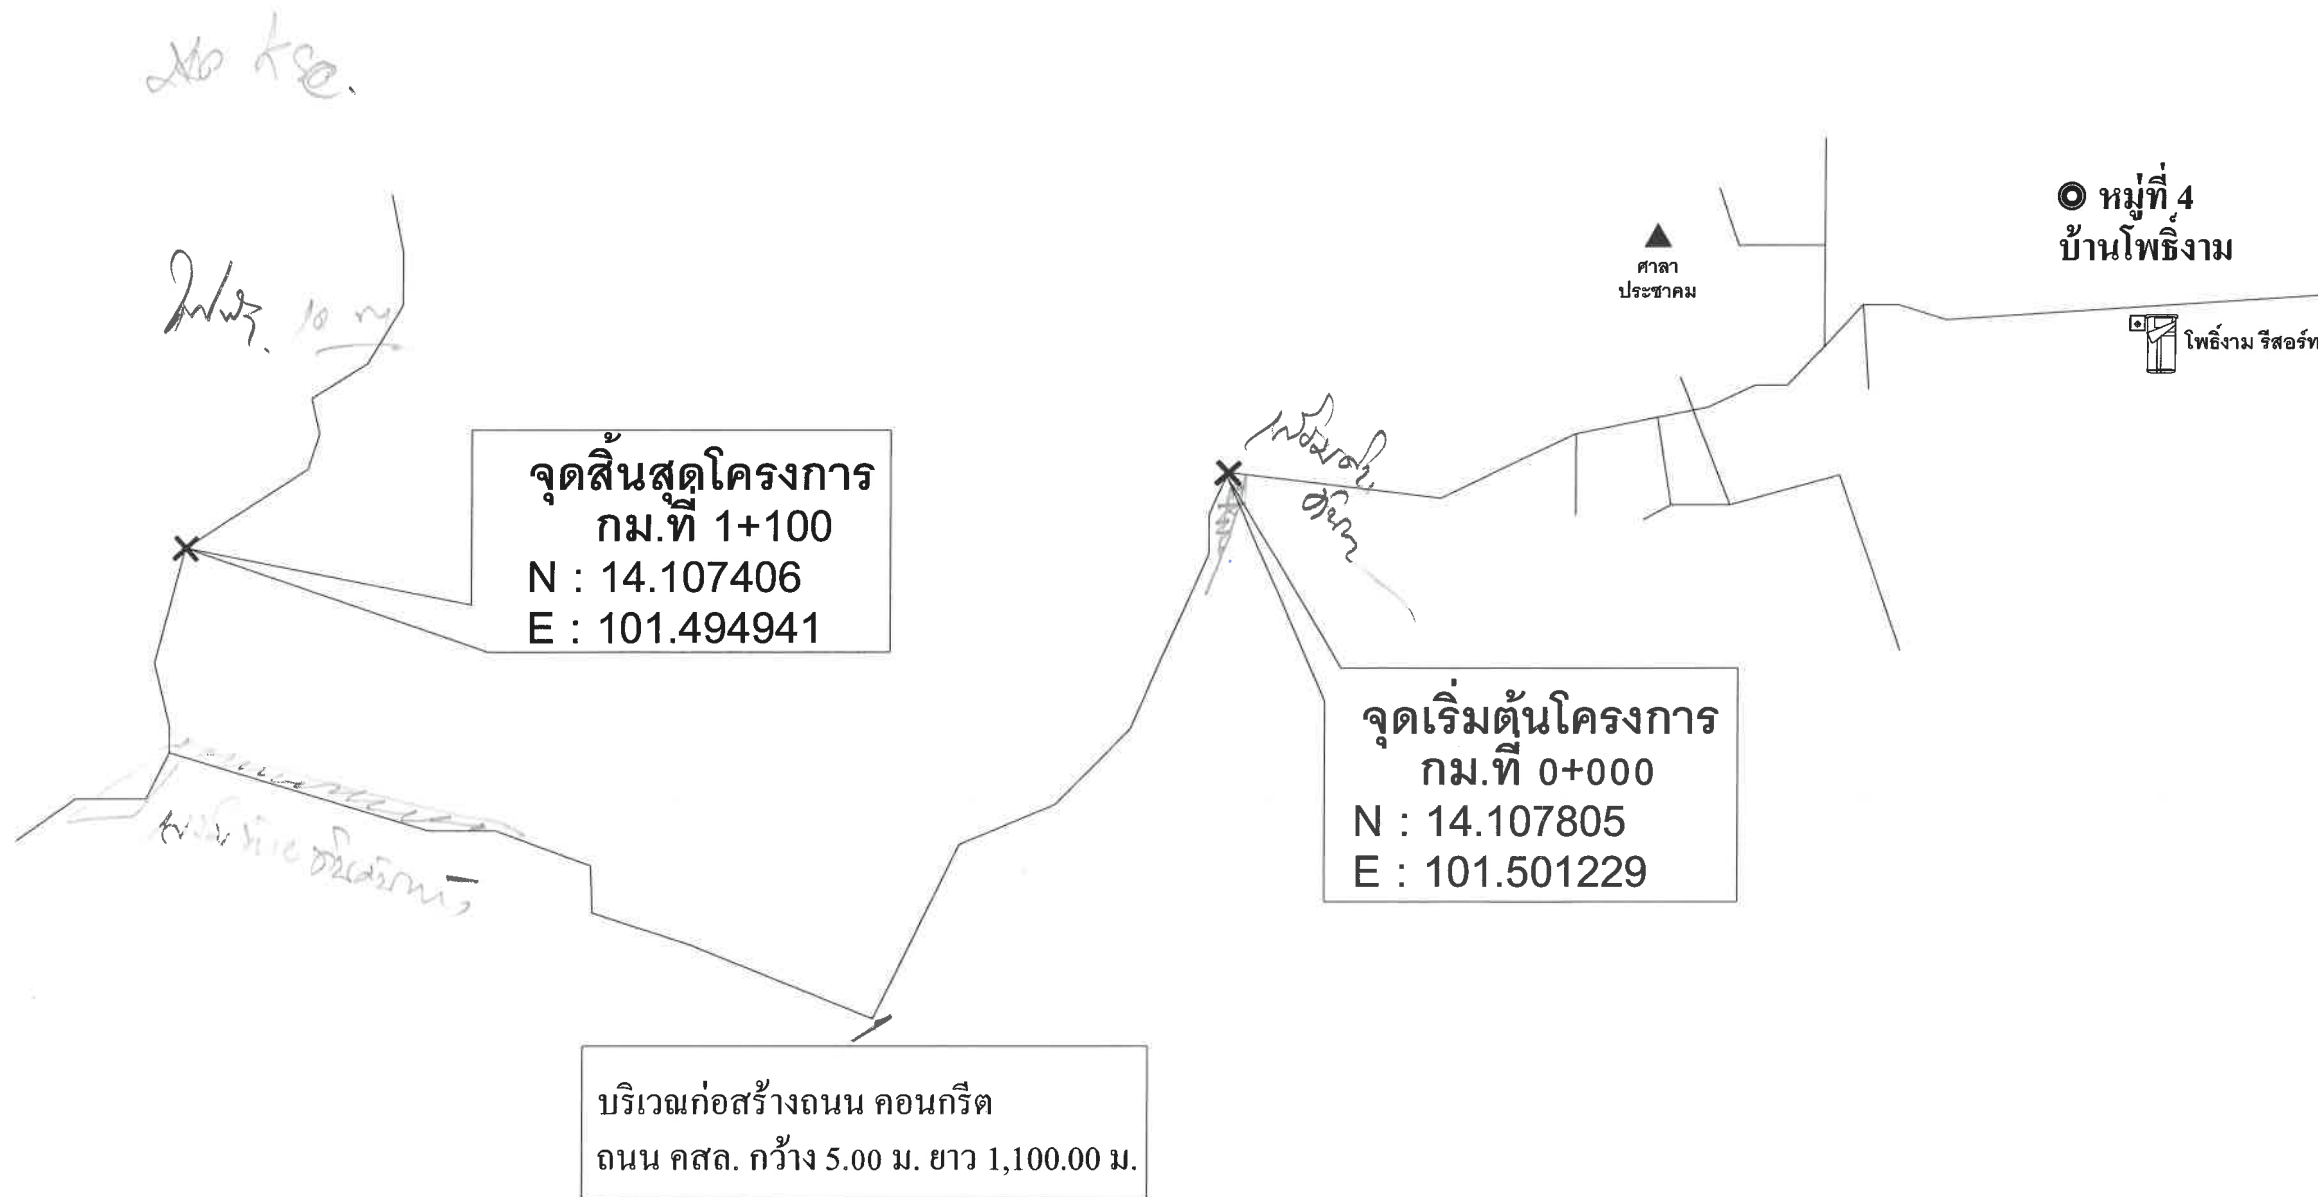 หมู่ที่ 4
บ้านโพธิ์งาม
ศาลา
ประชาคม
โพธิ์งาม รีสอร์ท
จุดสิ้นสุดโครงการ
กม.ที่ 1+100
N : 14.107406
E : 101.494941
จุดเริ่มต้นโครงการ
กม.ที่ 0+000
N : 14.107805
E : 101.501229
บริเวณก่อสร้างถนน คอนกรีต
ถนน คสล. กว้าง 5.00 ม. ยาว 1,100.00 ม.